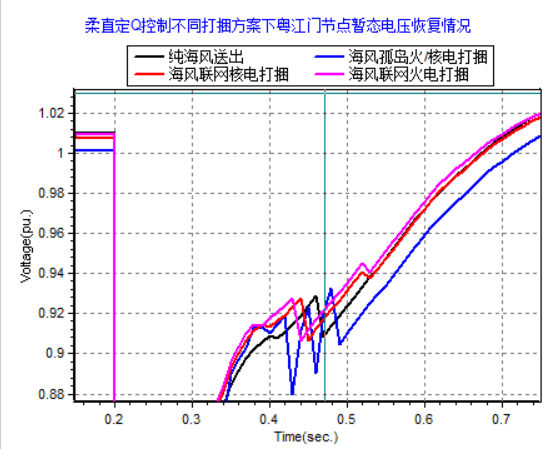 柔直定Q控制不同打捆方案下粤江门节点暂态电压恢复情况
纯海风送出 海风孤岛火/核电打捆
海风联网核电打捆 海风联网火电打捆
1.02
1
0.98
0.96
0.94
0.92
0.9
0.88
Voltage(pu.)
0.2 0.3 0.4 0.5 0.6 0.7
Time(sec.)